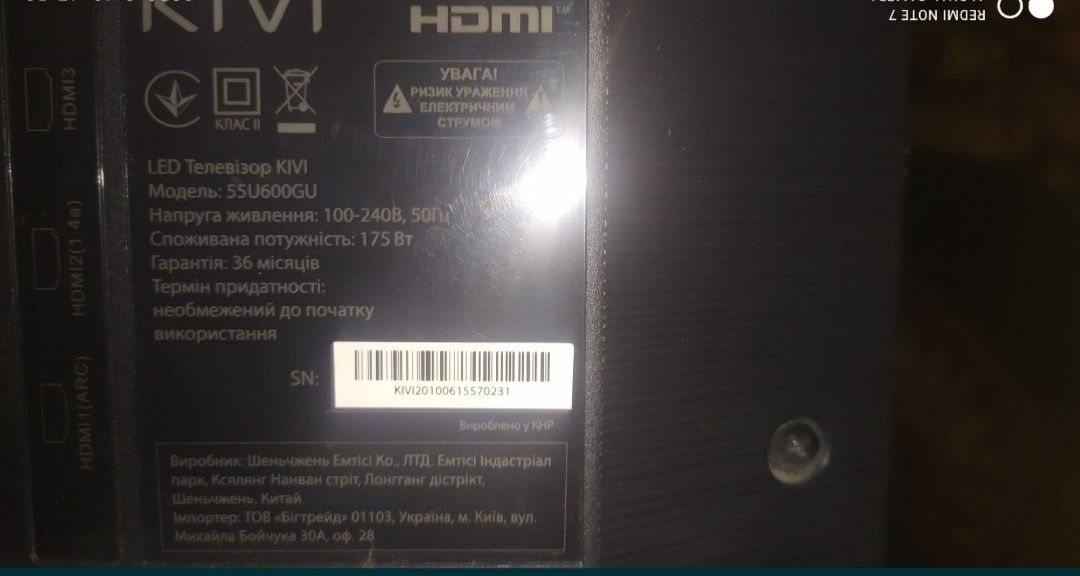 KIVI
HDMI™
REDMI NOTE 7
HDMI3
HDMI2(1.4a)
HDMI1(ARC)
КЛАС II
УВАГА!
РИЗИК УРАЖЕННЯ
ЕЛЕКТРИЧНИМ
СТРУМОМ
LED Телевізор KIVI
Модель: 55U600GU
Напруга живлення: 100-240В, 50Гц
Споживана потужність: 175 Вт
Гарантія: 36 місяців
Термін придатності:
необмежений до початку
використання
SN:
KIVI20100615570231
Вироблено у КНР
Виробник: Шеньчжень Емтісі Ко., ЛТД. Емтісі Індастріал
парк, Ксялянг Нанван стріт, Лонгганг дістрікт,
Шеньчжень, Китай.
Імпортер: ТОВ «Бігтрейд» 01103, Україна, м. Київ, вул.
Михайла Бойчука 30А, оф. 28